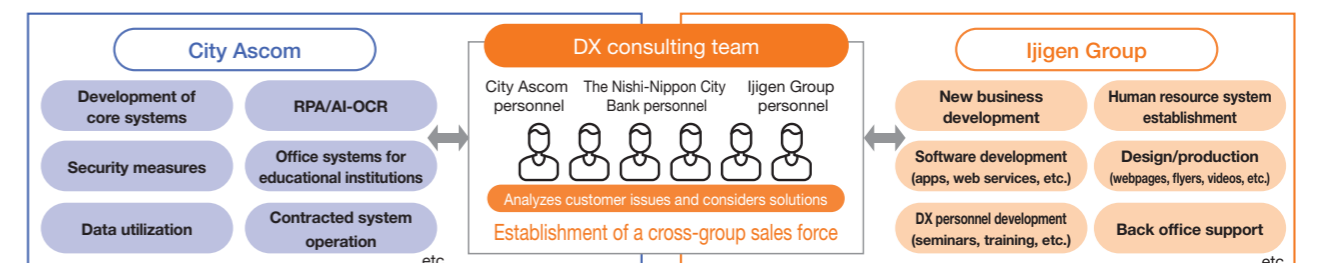 City Ascom
Development of
core systems
RPA/AI-OCR
Security measures
Office systems for
educational institutions
Data utilization
Contracted system
operation
etc.
DX consulting team
City Ascom
personnel
The Nishi-Nippon City
Bank personnel
Ijigen Group
personnel
Analyzes customer issues and considers solutions
Establishment of a cross-group sales force
Ijigen Group
New business
development
Human resource system
establishment
Software development
(apps, web services, etc.)
Design/production
(webpages, flyers, videos, etc.)
DX personnel development
(seminars, training, etc.)
Back office support
etc.